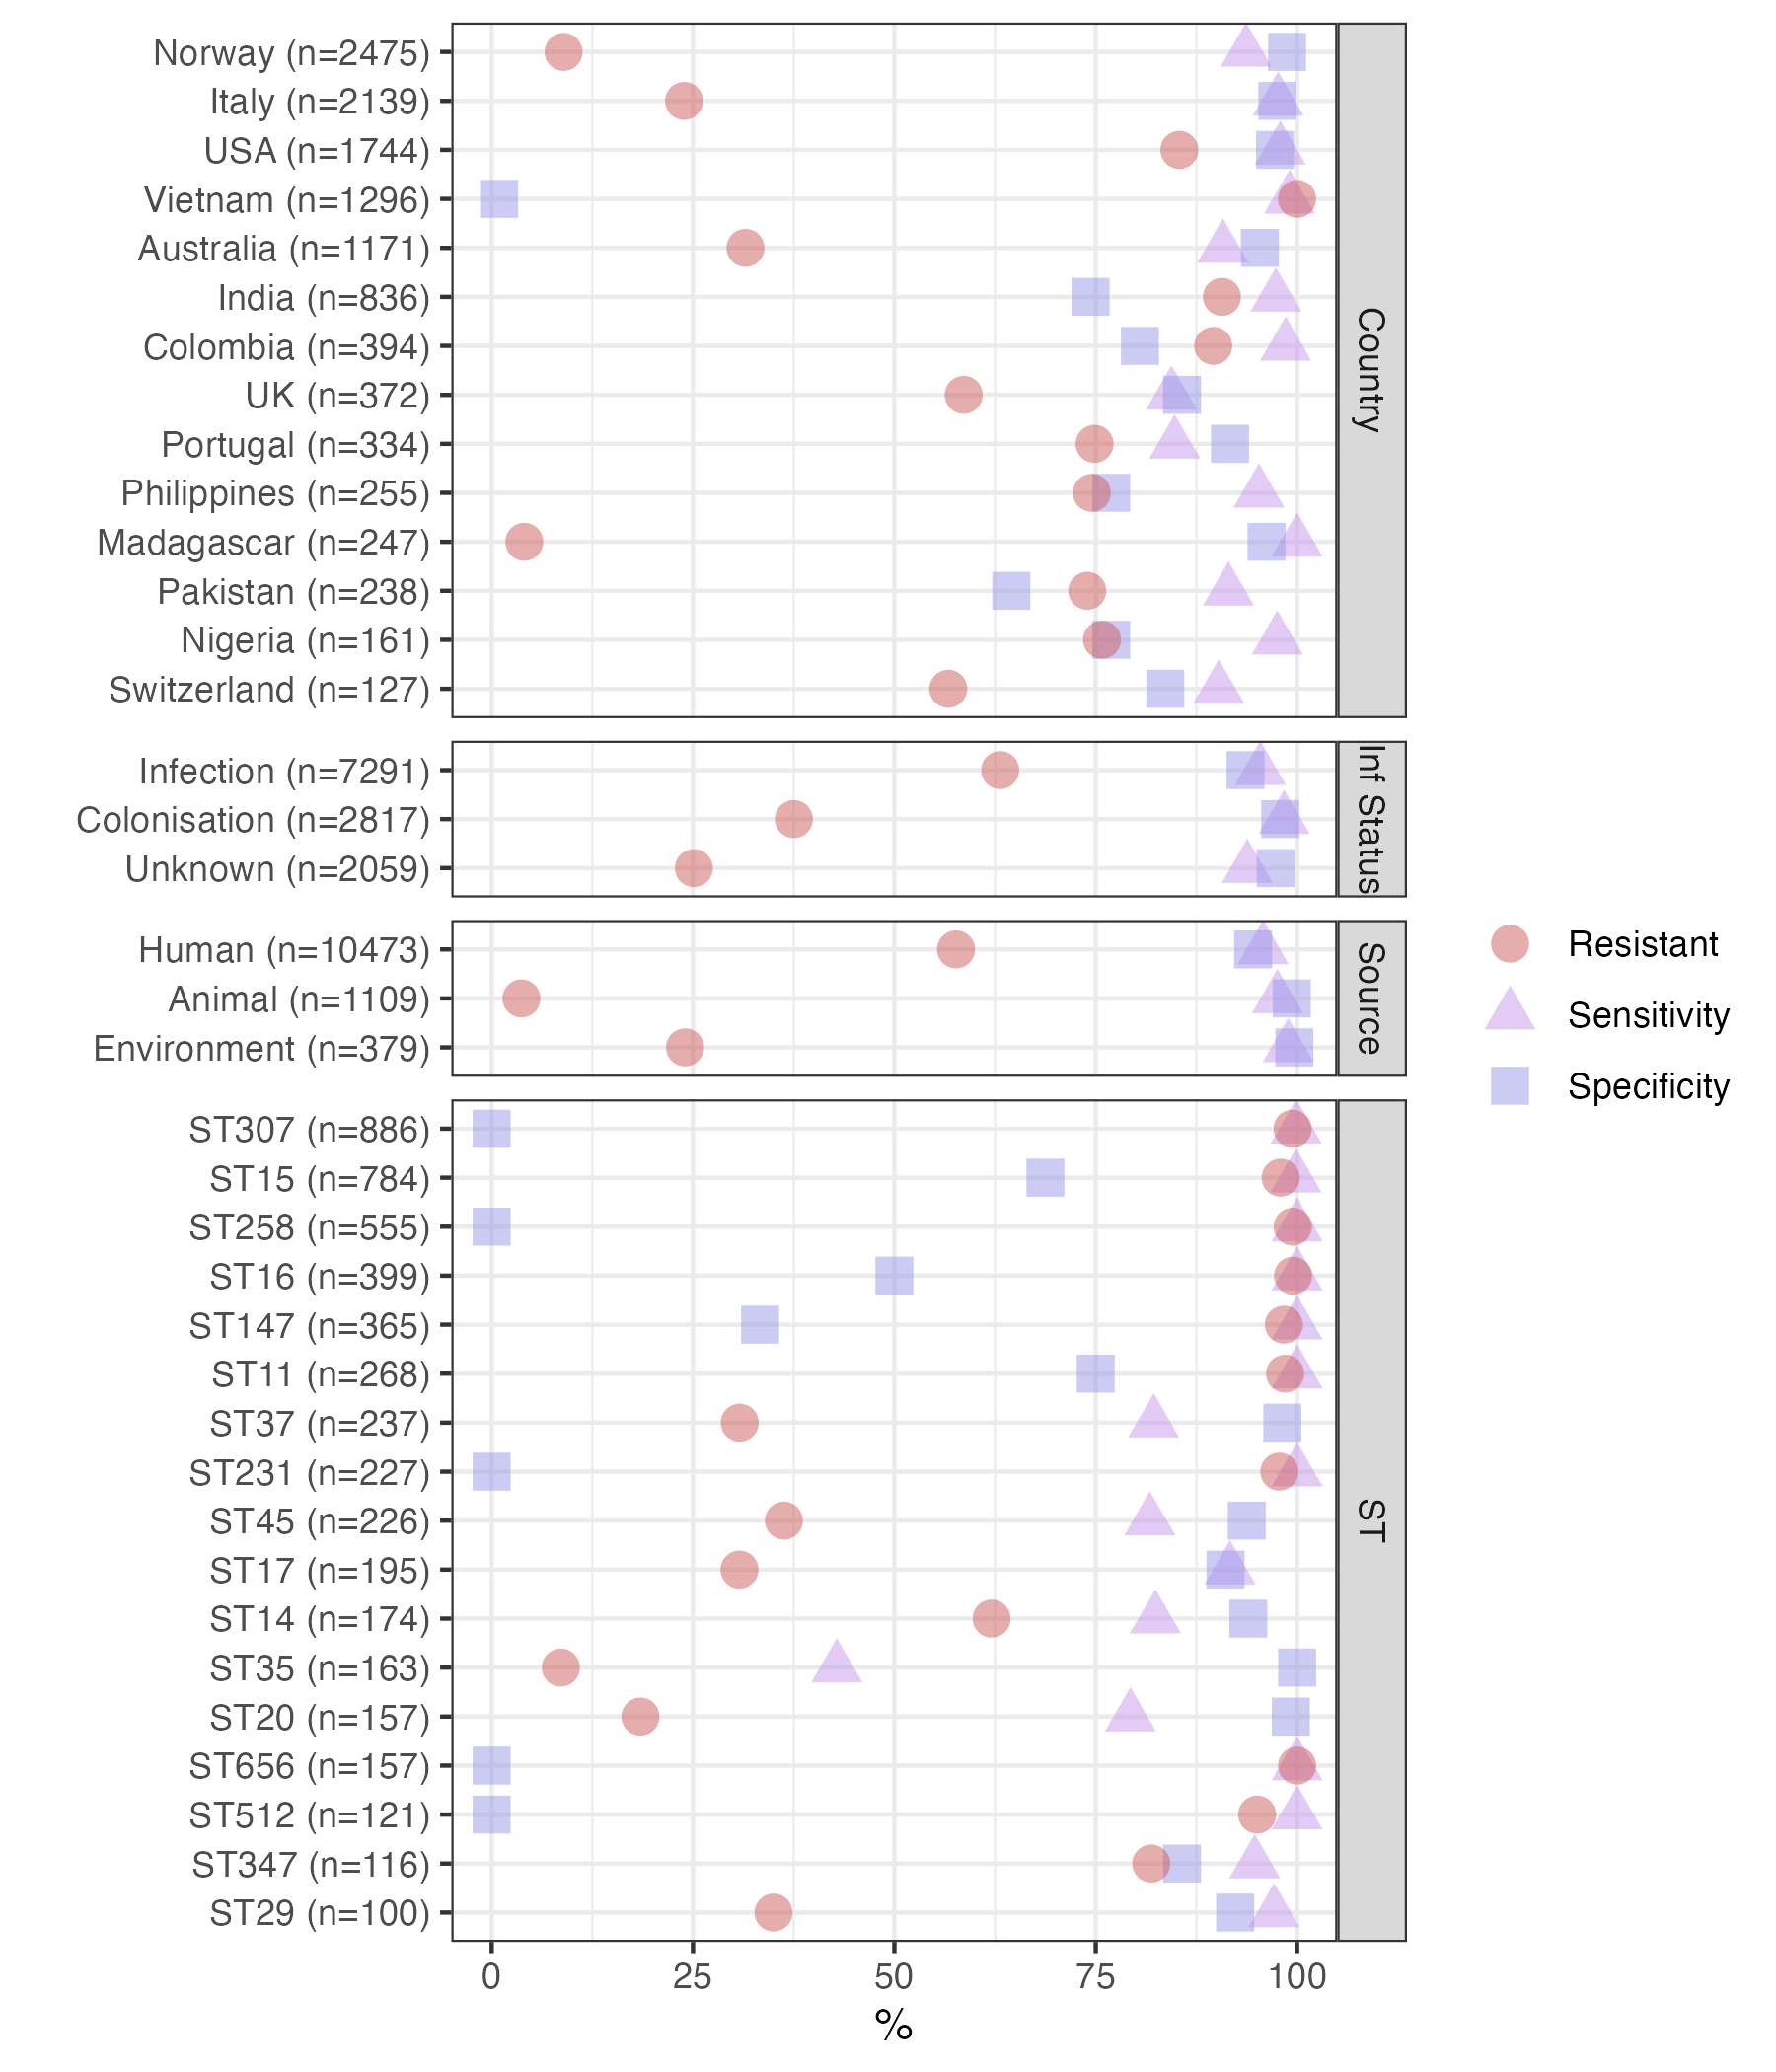 Norway (n=2475)
Italy (n=2139)
USA (n=1744)
Vietnam (n=1296)
Australia (n=1171)
India (n=836)
Colombia (n=394)
UK (n=372)
Portugal (n=334)
Philippines (n=255)
Madagascar (n=247)
Pakistan (n=238)
Nigeria (n=161)
Switzerland (n=127)
Country
Infection (n=7291)
Colonisation (n=2817)
Unknown (n=2059)
Inf Status
Human (n=10473)
Animal (n=1109)
Environment (n=379)
Source
ST307 (n=886)
ST15 (n=784)
ST258 (n=555)
ST16 (n=399)
ST147 (n=365)
ST11 (n=268)
ST37 (n=237)
ST231 (n=227)
ST45 (n=226)
ST17 (n=195)
ST14 (n=174)
ST35 (n=163)
ST20 (n=157)
ST656 (n=157)
ST512 (n=121)
ST347 (n=116)
ST29 (n=100)
ST
0 25 50 75 100
%
Resistant
Sensitivity
Specificity